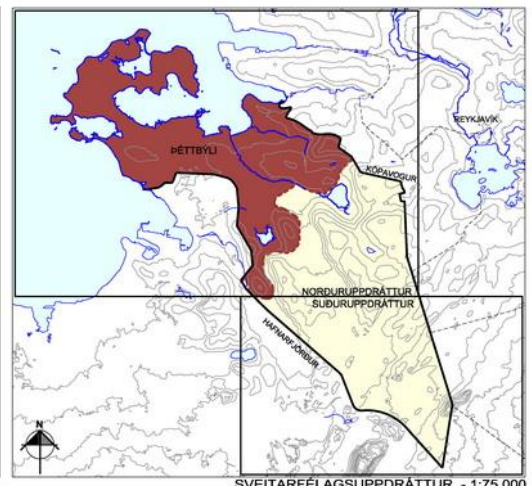 REYKJAVÍK
ÞÉTTBÝLI
KÓPAVOGUR
NORÐURUPPDRÁTTUR
SUÐURUPPDRÁTTUR
HAFNARFJÖRÐUR
N
SVEITARFÉLAGSUPPDRÁTTUR - 1:75.000